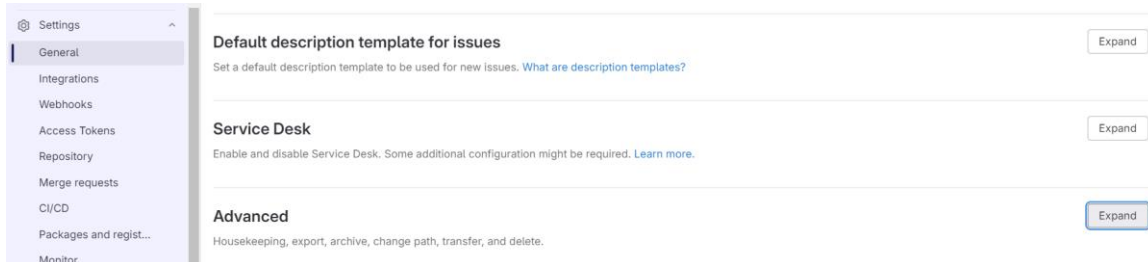 Settings
General
Integrations
Webhooks
Access Tokens
Repository
Merge requests
CI/CD
Packages and regist...
Monitor
Default description template for issues
Expand
Set a default description template to be used for new issues. What are description templates?
Service Desk
Expand
Enable and disable Service Desk. Some additional configuration might be required. Learn more.
Advanced
Expand
Housekeeping, export, archive, change path, transfer, and delete.